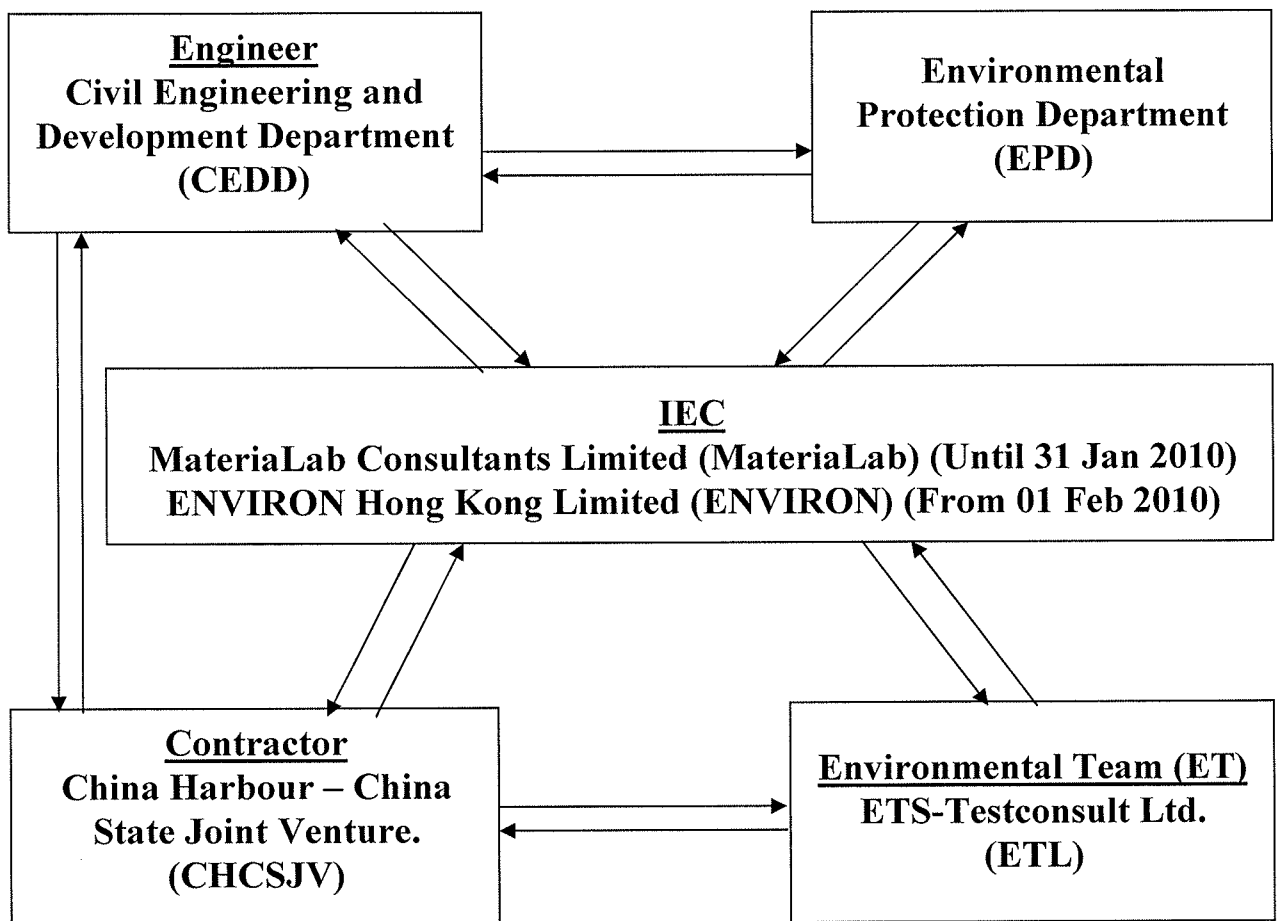 Engineer
Civil Engineering and
Development Department
(CEDD)
Environmental
Protection Department
(EPD)
IEC
MateriaLab Consultants Limited (MateriaLab) (Until 31 Jan 2010)
ENVIRON Hong Kong Limited (ENVIRON) (From 01 Feb 2010)
Contractor
China Harbour – China
State Joint Venture.
(CHCSJV)
Environmental Team (ET)
ETS-Testconsult Ltd.
(ETL)